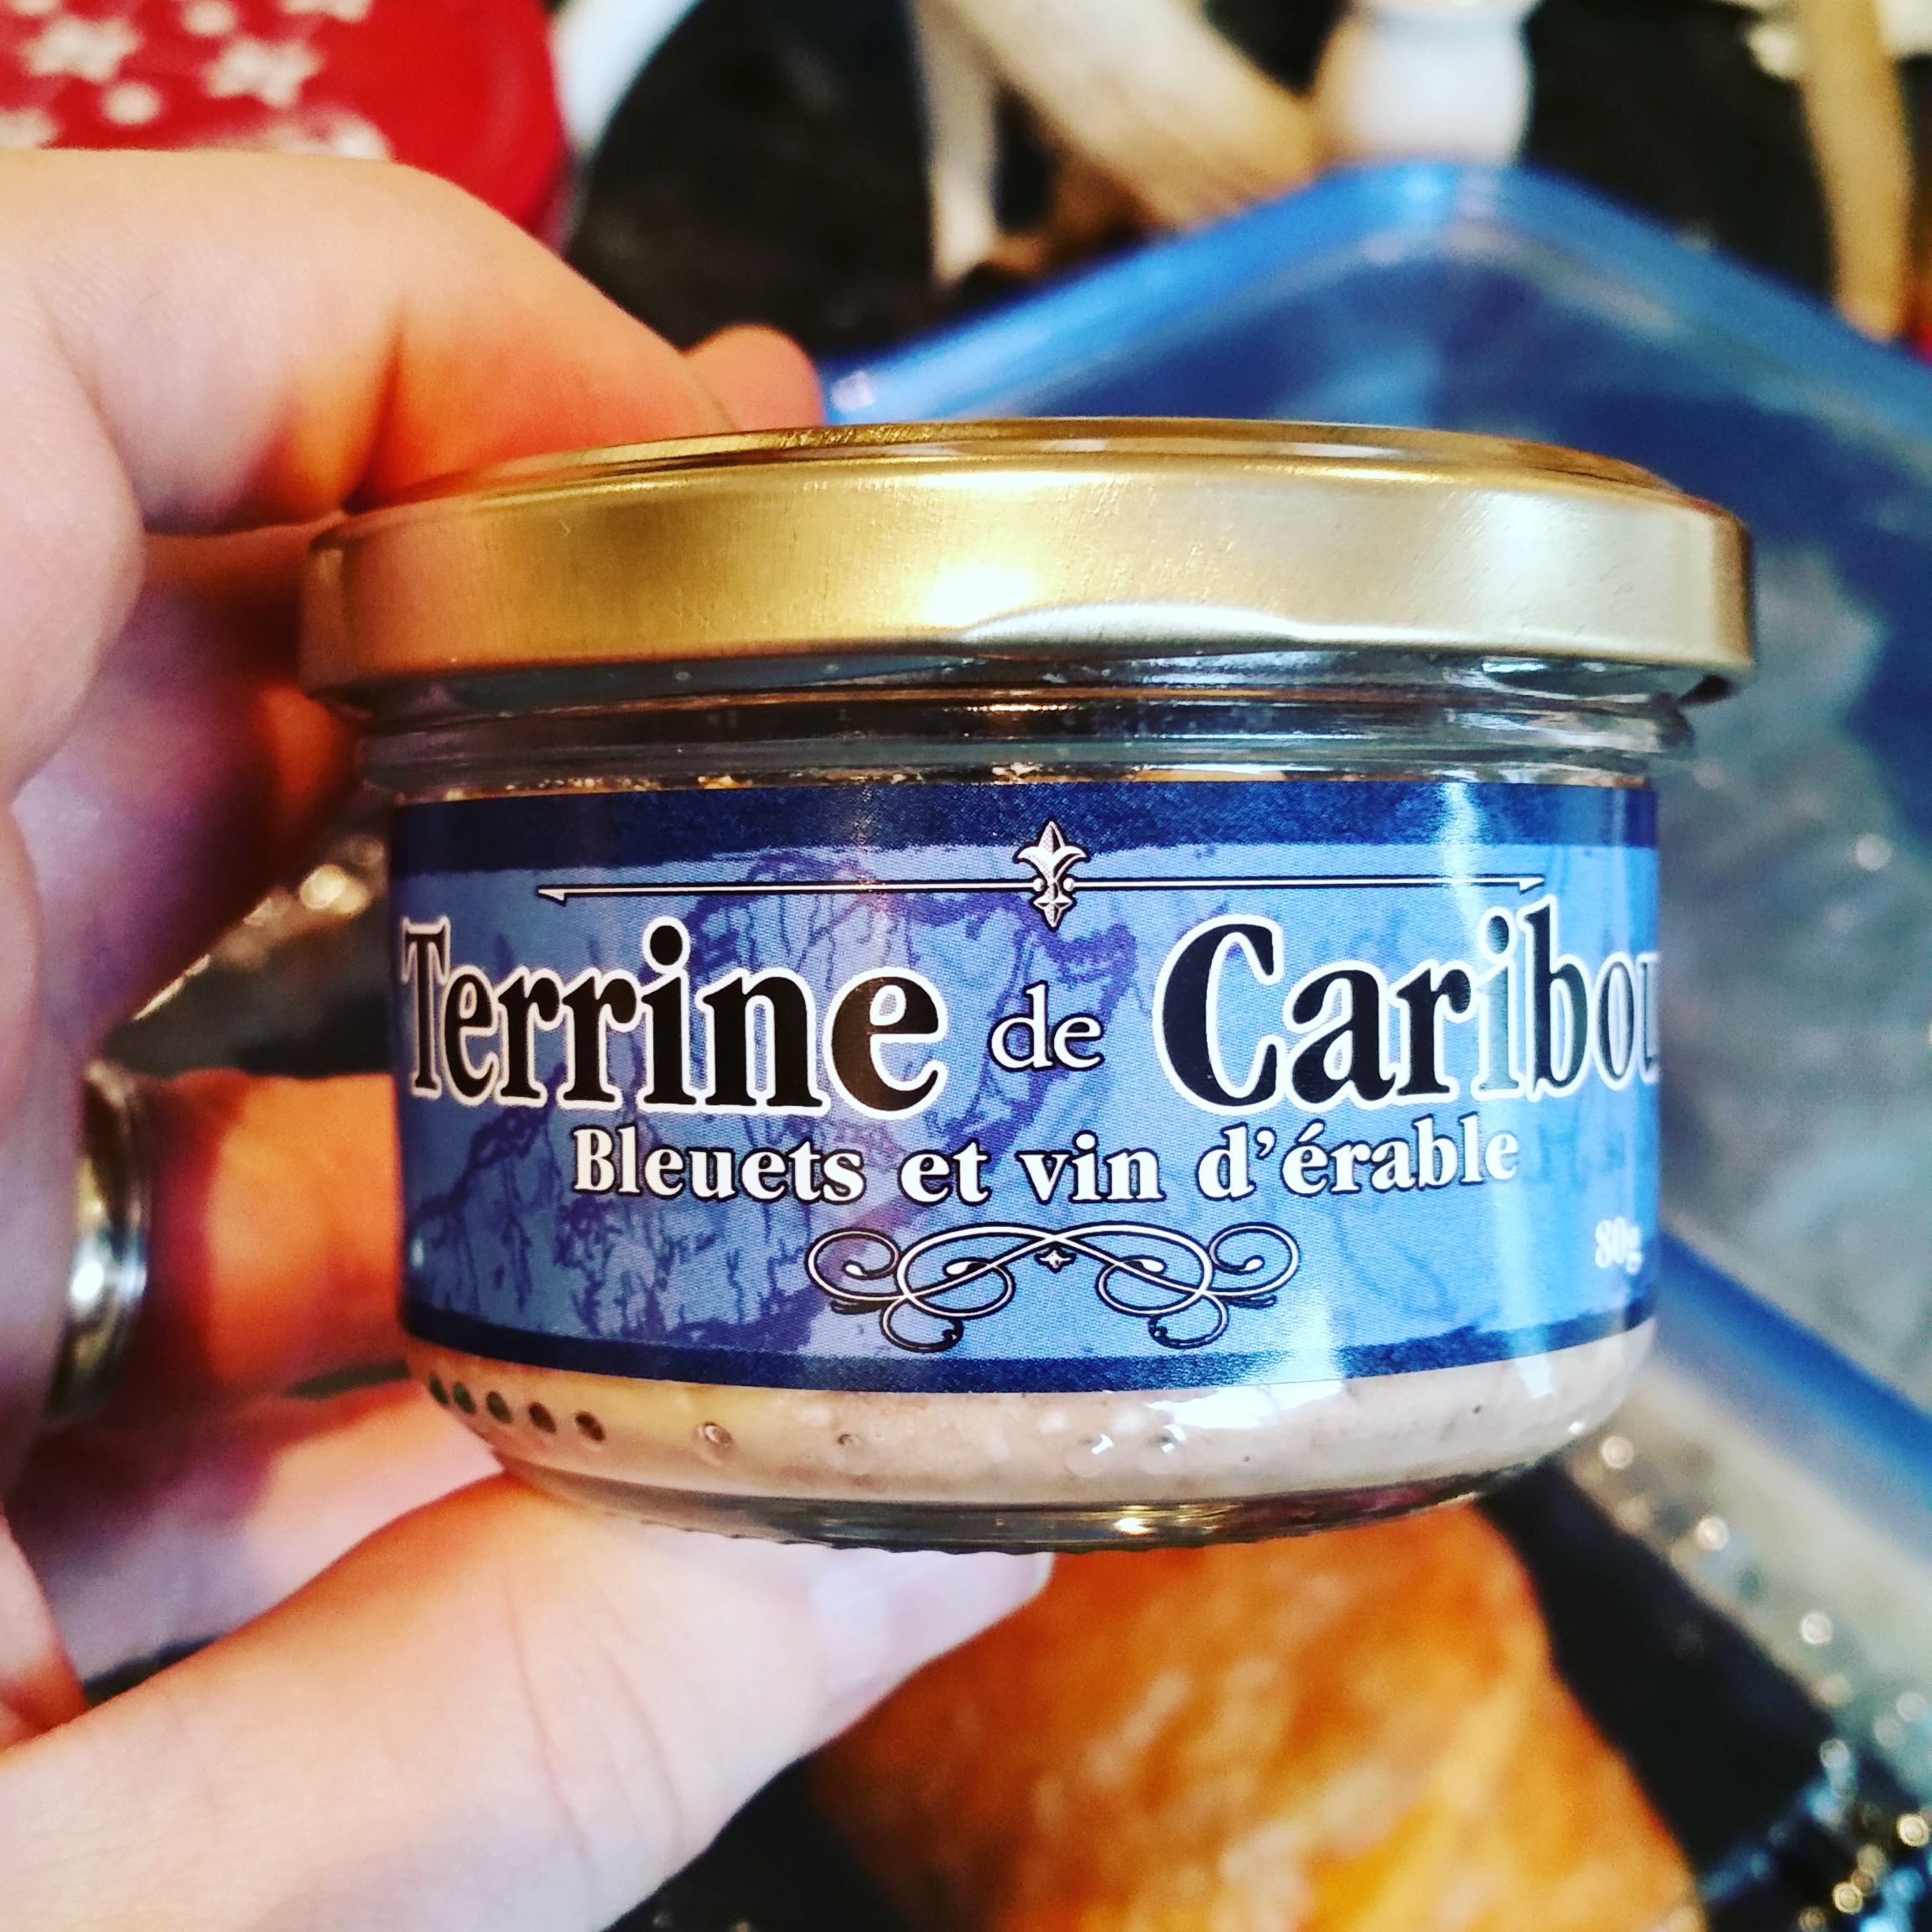 Terrine de Caribou
Bleuets et vin d'érable
80g